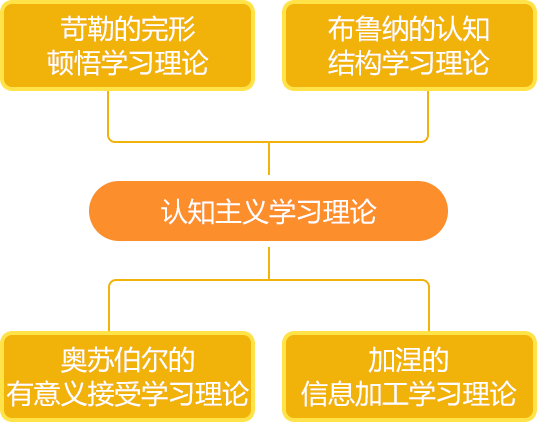 苛勒的完形
顿悟学习理论
布鲁纳的认知
结构学习理论
认知主义学习理论
奥苏伯尔的
有意义接受学习理论
加涅的
信息加工学习理论